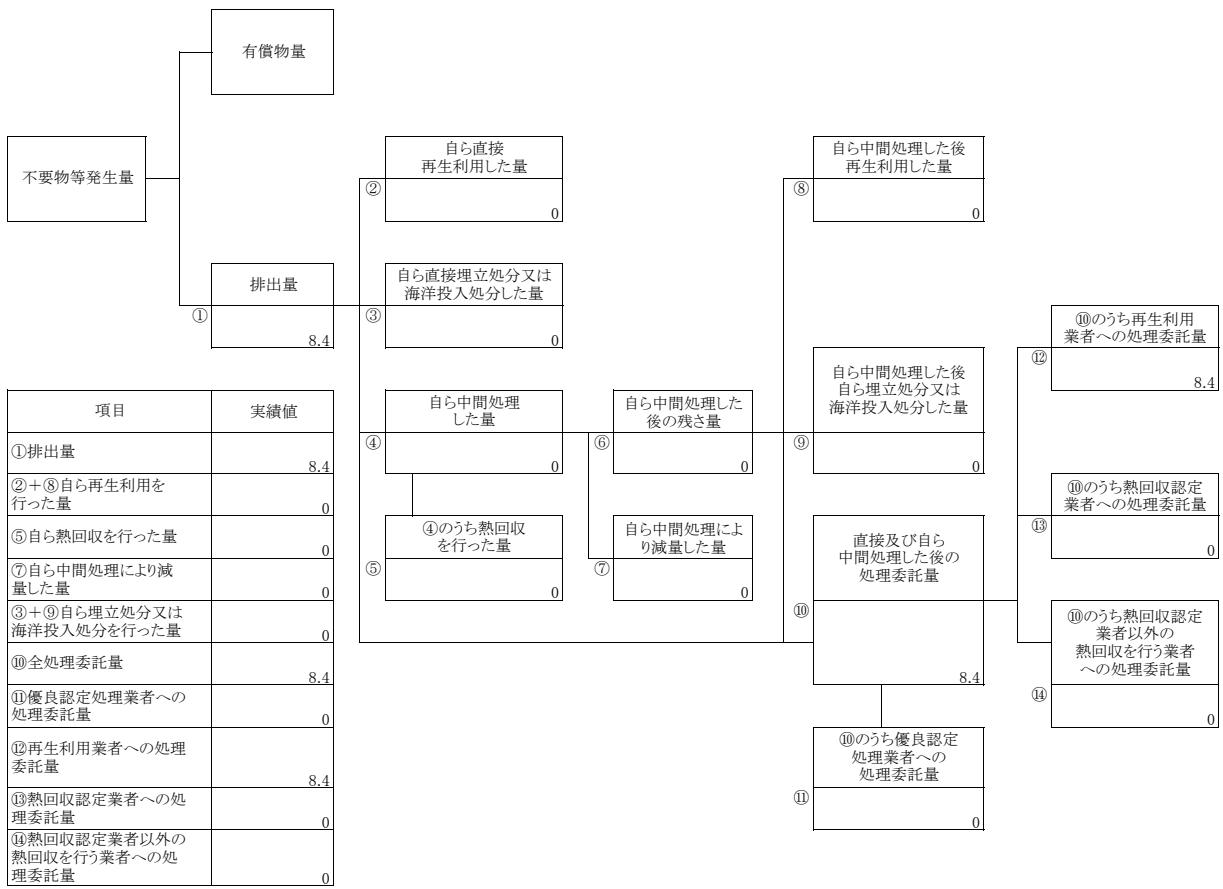 有償物量
不要物等発生量
自ら直接
再生利用した量
②
0
自ら中間処理した後
再生利用した量
⑧
0
排出量
①
8.4
自ら直接埋立処分又は
海洋投入処分した量
③
0
自ら中間処理
した量
④
0
自ら中間処理した
後の残さ量
⑥
0
自ら中間処理した後
自ら埋立処分又は
海洋投入処分した量
⑨
0
⑩のうち再生利用
業者への処理委託量
⑫
8.4
④のうち熱回収
を行った量
⑤
0
自ら中間処理によ
り減量した量
⑦
0
直接及び自ら
中間処理した後の
処理委託量
⑩
8.4
⑩のうち熱回収認定
業者への処理委託量
⑬
0
⑩のうち熱回収認定
業者以外の
熱回収を行う業者
への処理委託量
⑭
0
⑩のうち優良認定
処理業者への
処理委託量
⑪
0
項目 実績値
①排出量
8.4
②+⑧自ら再生利用を
行った量 0
⑤自ら熱回収を行った量
0
⑦自ら中間処理により減
量した量 0
③+⑨自ら埋立処分又は
海洋投入処分を行った量 0
⑩全処理委託量
8.4
⑪優良認定処理業者への
処理委託量 0
⑫再生利用業者への処理
委託量
8.4
⑬熱回収認定業者への処
理委託量 0
⑭熱回収認定業者以外の
熱回収を行う業者への処
理委託量 0